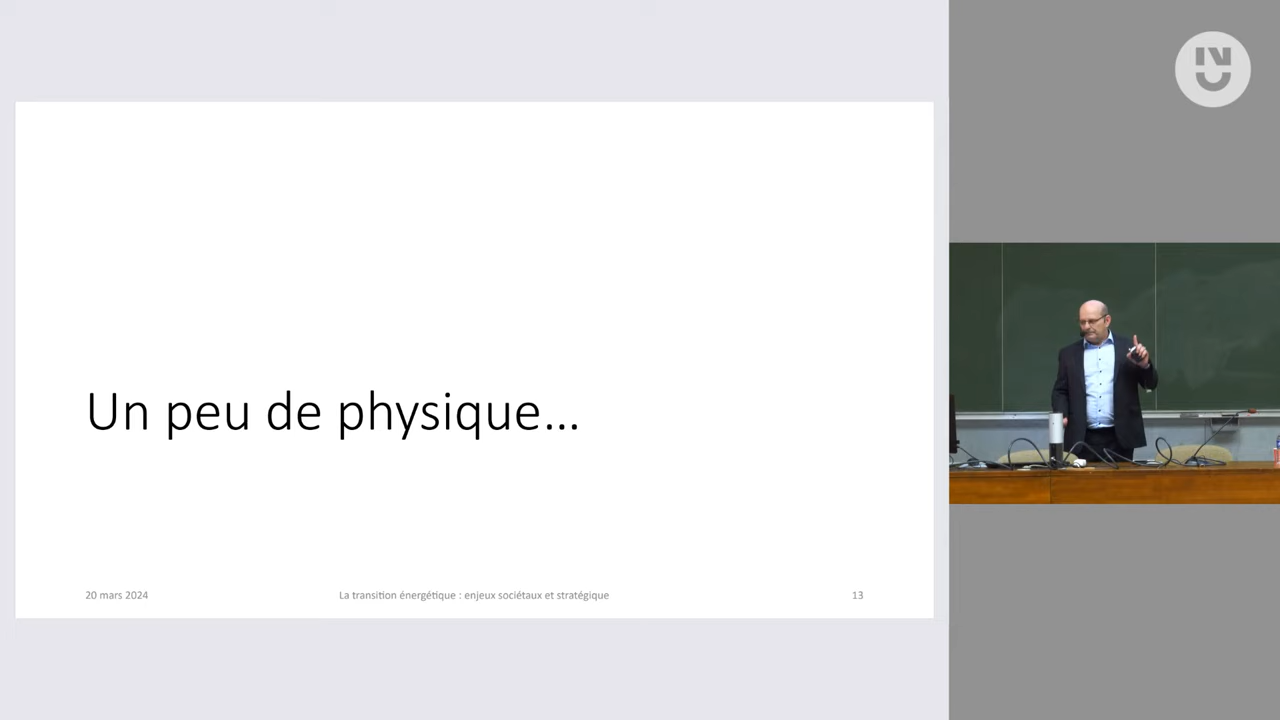 Un peu de physique...
20 mars 2024
La transition énergétique : enjeux sociétaux et stratégique
13